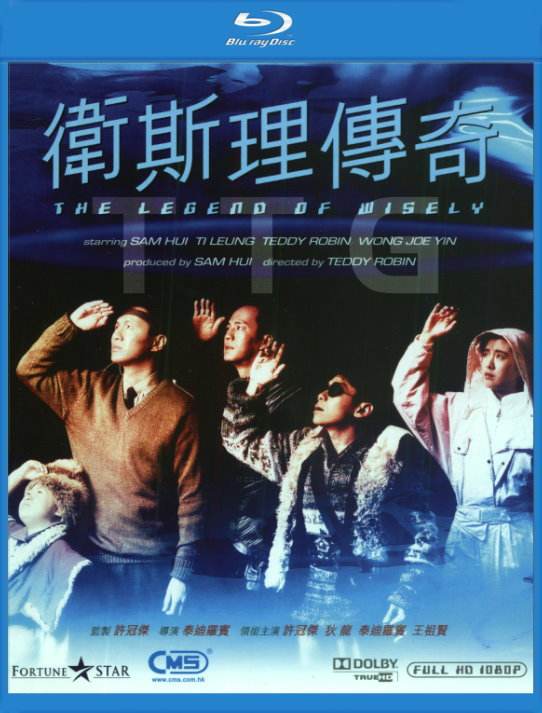 Blu-ray Disc
衛斯理傳奇
THE LEGEND OF WISELY
TTG
starring SAM HUI TI LEUNG TEDDY ROBIN WONG JOE YIN
produced by SAM HUI directed by TEDDY ROBIN
監製 許冠傑 導演 泰迪羅賓 領銜主演 許冠傑 狄龍 泰迪羅賓 王祖賢
FORTUNE STAR
CMS
www.cms.com.hk
DOLBY
TRUEHD
FULL HD 1080P